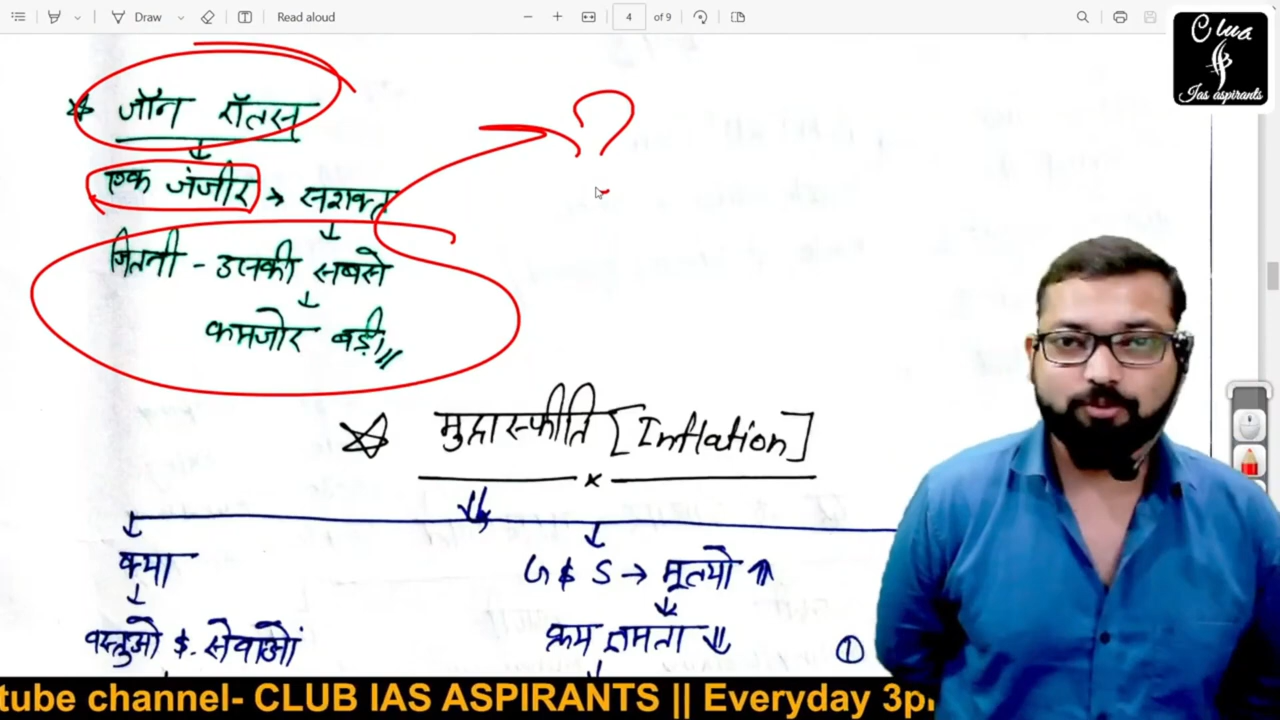 Draw
Read aloud
4 of 9
Club
Ias aspirants
जॉन रॉल्स
एक जंजीर → सशक्त
जितनी - उसकी सबसे
कमजोर कड़ी
मुद्रास्फीति [Inflation]
क्या
G & S → मूल्यो ↑
वस्तुओ & सेवाओं
क्रय क्षमता ↓
①
tube channel- CLUB IAS ASPIRANTS || Everyday 3p